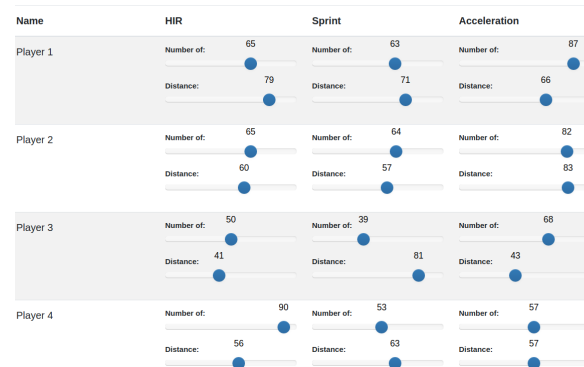 Name HIR Sprint Acceleration
65 63 87
Player 1 Number of: Number of: Number of:
79 71 66
Distance: Distance: Distance:
65 64 82
Player 2 Number of: Number of: Number of:
60 57 83
Distance: Distance: Distance:
50 39 68
Player 3 Number of: Number of: Number of:
41 81 43
Distance: Distance: Distance:
90 53 57
Player 4 Number of: Number of: Number of:
56 63 57
Distance: Distance: Distance: